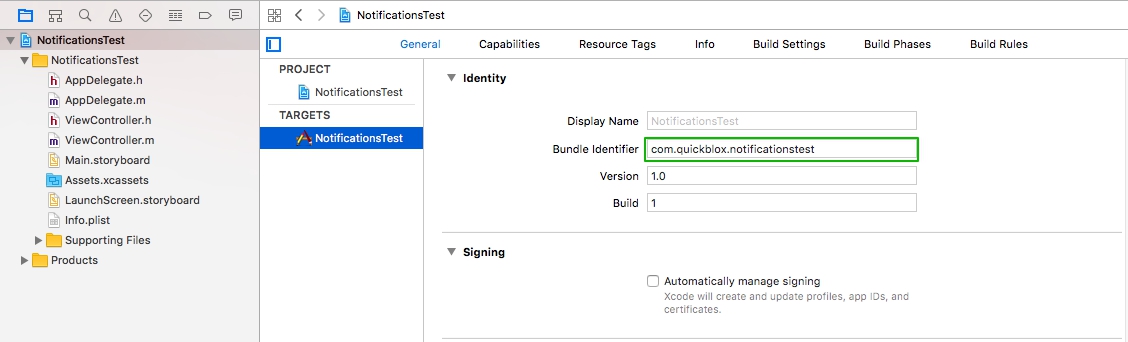 NotificationsTest
NotificationsTest
AppDelegate.h
AppDelegate.m
ViewController.h
ViewController.m
Main.storyboard
Assets.xcassets
LaunchScreen.storyboard
Info.plist
Supporting Files
Products
NotificationsTest
General Capabilities Resource Tags Info Build Settings Build Phases Build Rules
PROJECT
NotificationsTest
TARGETS
NotificationsTest
Identity
Display Name NotificationsTest
Bundle Identifier com.quickblox.notificationstest
Version 1.0
Build 1
Signing
Automatically manage signing
Xcode will create and update profiles, app IDs, and
certificates.